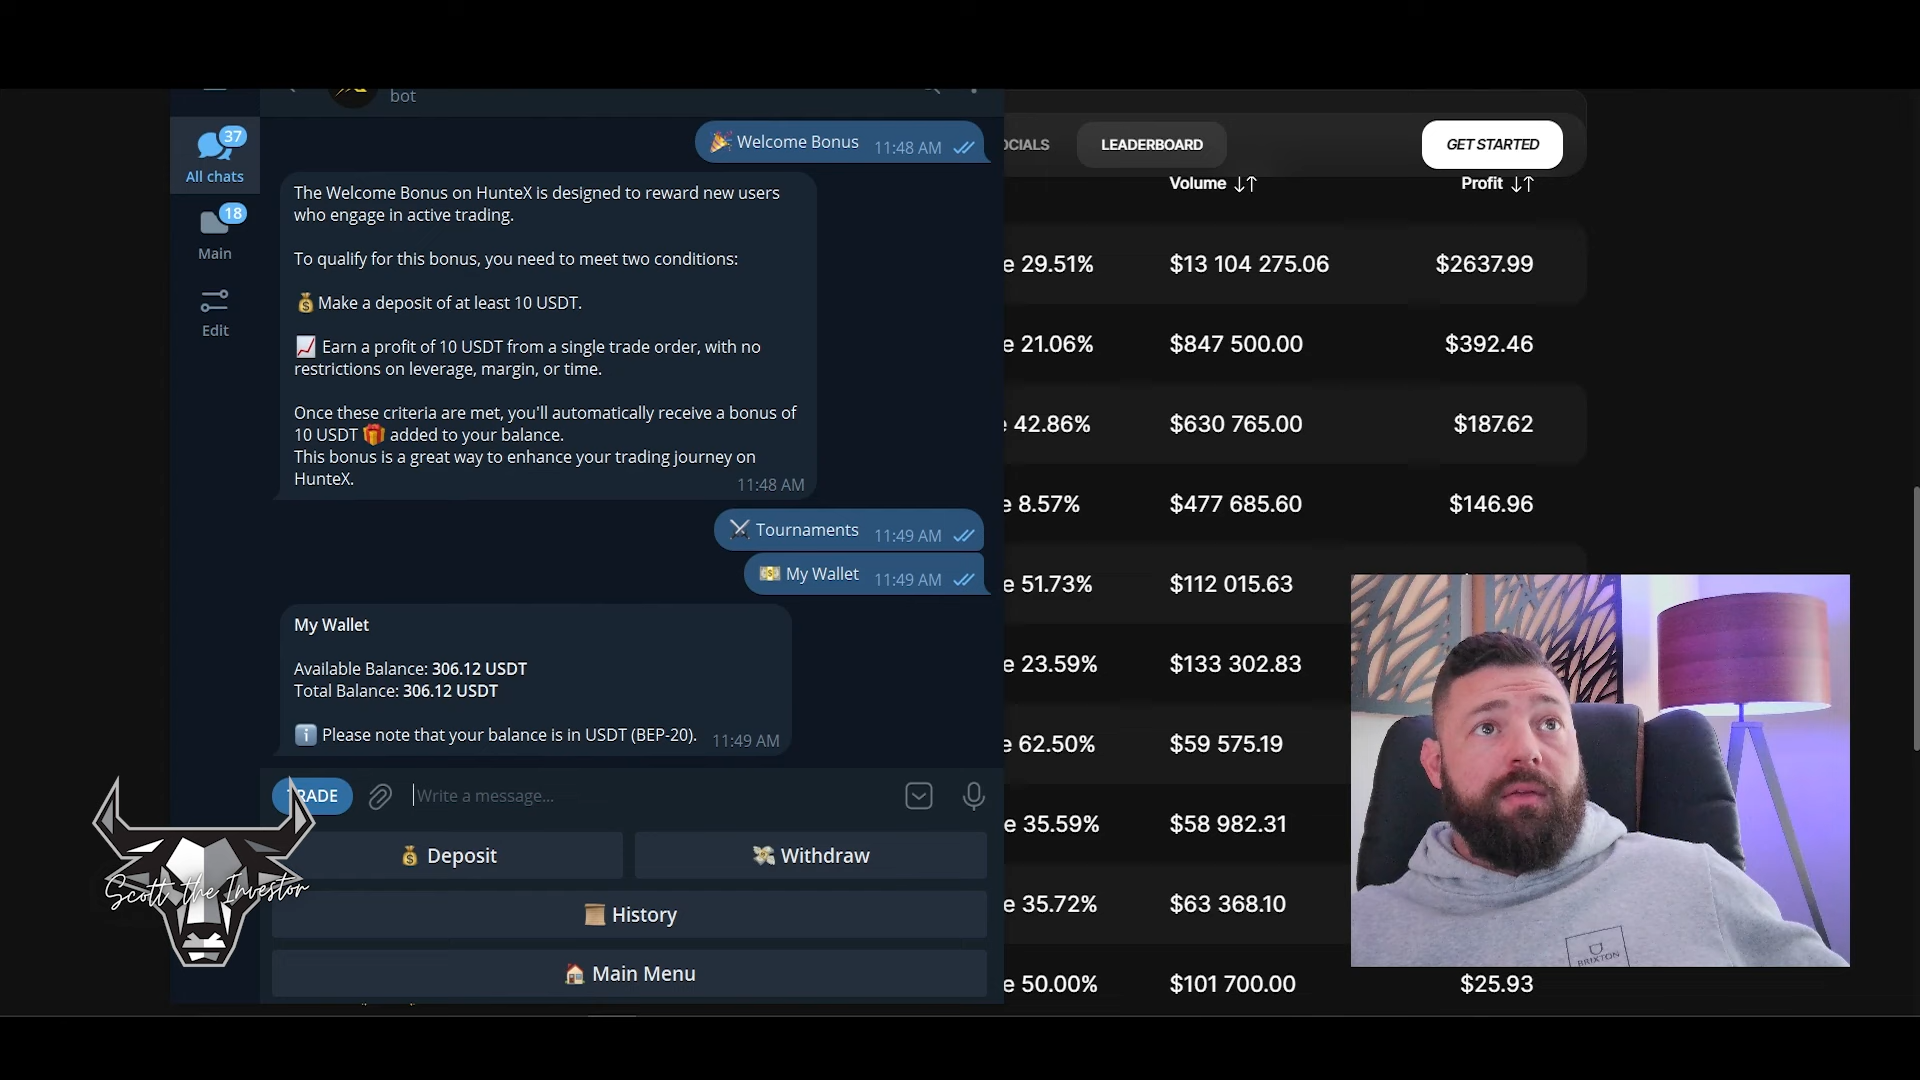 bot
37
All chats
18
Main
Edit
🎉 Welcome Bonus 11:48 AM
The Welcome Bonus on HunteX is designed to reward new users
who engage in active trading.
To qualify for this bonus, you need to meet two conditions:
💰Make a deposit of at least 10 USDT.
📈 Earn a profit of 10 USDT from a single trade order, with no
restrictions on leverage, margin, or time.
Once these criteria are met, you'll automatically receive a bonus of
10 USDT 🎁 added to your balance.
This bonus is a great way to enhance your trading journey on
HunteX.
11:48 AM
⚔ Tournaments 11:49 AM
💵 My Wallet 11:49 AM
My Wallet
Available Balance: 306.12 USDT
Total Balance: 306.12 USDT
ℹ️ Please note that your balance is in USDT (BEP-20). 11:49 AM
TRADE
Write a message...
💰 Deposit
💸 Withdraw
📜 History
🏠 Main Menu
Scott the Investor
OCIALS
LEADERBOARD
GET STARTED
Volume ↓↑ Profit ↓↑
e 29.51% $13 104 275.06 $2637.99
e 21.06% $847 500.00 $392.46
e 42.86% $630 765.00 $187.62
e 8.57% $477 685.60 $146.96
e 51.73% $112 015.63
e 23.59% $133 302.83
e 62.50% $59 575.19
e 35.59% $58 982.31
e 35.72% $63 368.10
e 50.00% $101 700.00 $25.93
BRIXTON